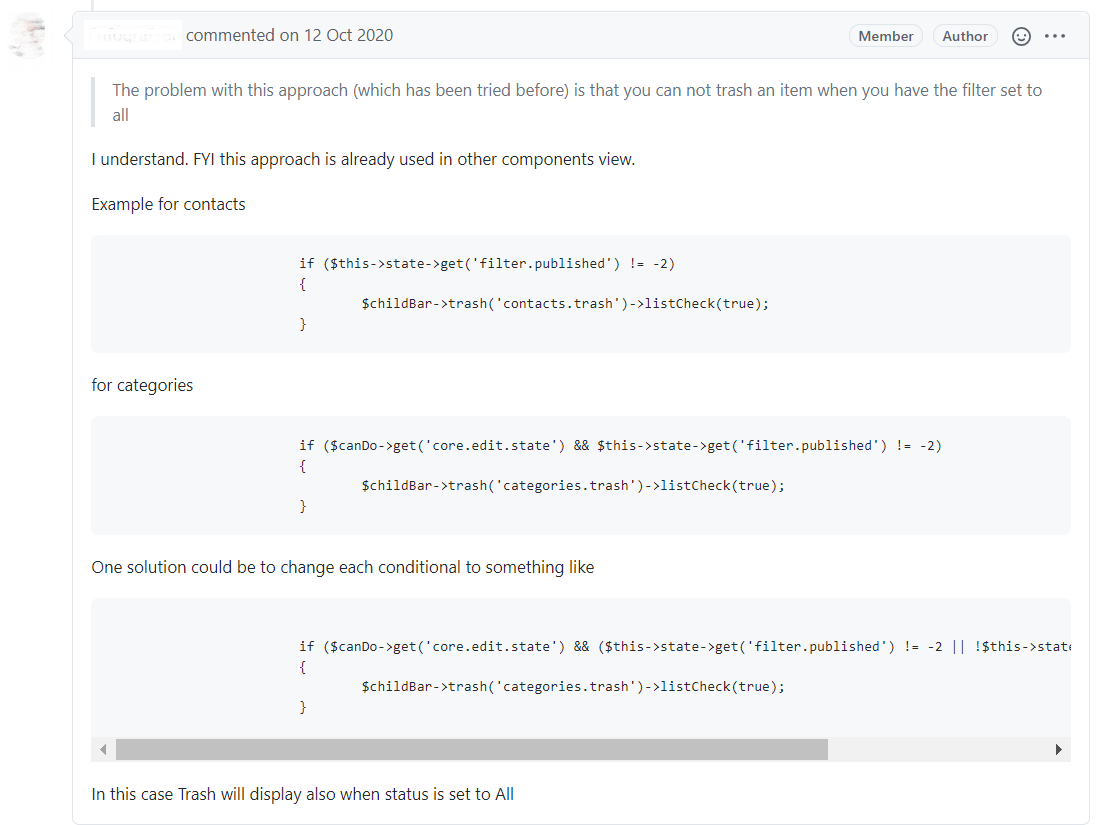 commented on 12 Oct 2020
Member
Author
The problem with this approach (which has been tried before) is that you can not trash an item when you have the filter set to
all
I understand. FYI this approach is already used in other components view.
Example for contacts
if ($this->state->get('filter.published') != -2)
{
$childBar->trash('contacts.trash')->listCheck(true);
}
for categories
if ($canDo->get('core.edit.state') && $this->state->get('filter.published') != -2)
{
$childBar->trash('categories.trash')->listCheck(true);
}
One solution could be to change each conditional to something like
if ($canDo->get('core.edit.state') && ($this->state->get('filter.published') != -2 || !$this->state
{
$childBar->trash('categories.trash')->listCheck(true);
}
In this case Trash will display also when status is set to All